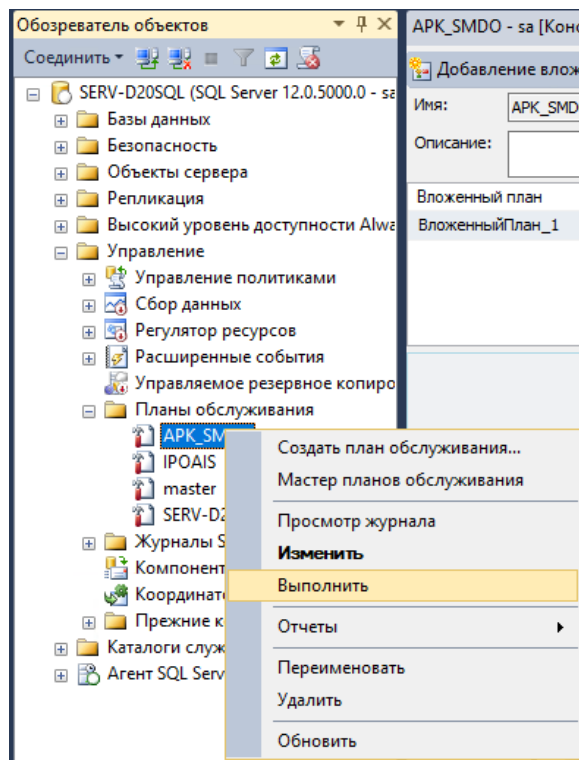 Обозреватель объектов
Соединить
SERV-D20SQL (SQL Server 12.0.5000.0 - sa
Базы данных
Безопасность
Объекты сервера
Репликация
Высокий уровень доступности Alwa
Управление
Управление политиками
Сбор данных
Регулятор ресурсов
Расширенные события
Управляемое резервное копиро
Планы обслуживания
APK_SM
IPOAIS
master
SERV-D2
Журналы S
Компонент
Координат
Прежние к
Каталоги служ
Агент SQL Serv
APK_SMDO - sa [Кон
Добавление влож
Имя:
APK_SMD
Описание:
Вложенный план
ВложенныйПлан_1
Создать план обслуживания...
Мастер планов обслуживания
Просмотр журнала
Изменить
Выполнить
Отчеты
Переименовать
Удалить
Обновить